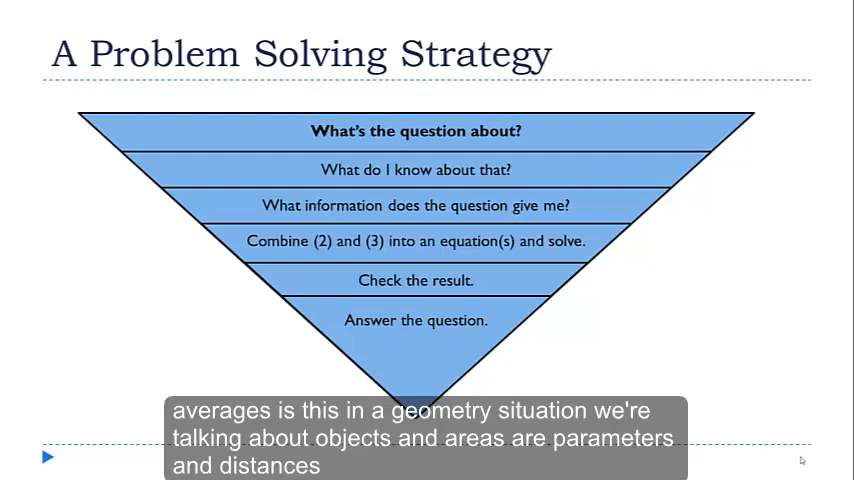 A Problem Solving Strategy
What's the question about?
What do I know about that?
What information does the question give me?
Combine (2) and (3) into an equation(s) and solve.
Check the result.
Answer the question.
averages is this in a geometry situation we're
talking about objects and areas are parameters
and distances